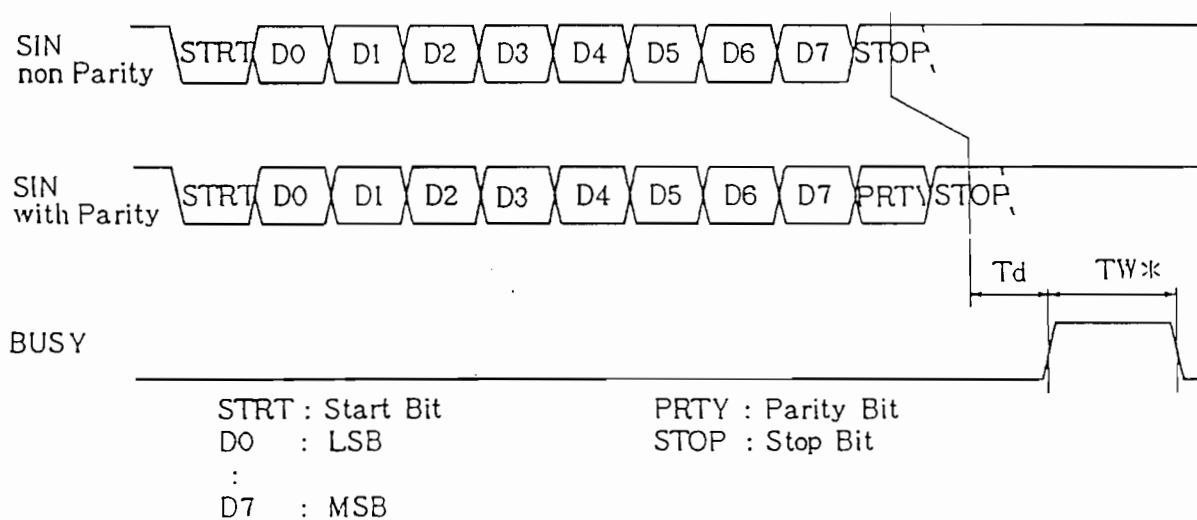 SIN
non Parity
STRT D0 D1 D2 D3 D4 D5 D6 D7 STOP
SIN
with Parity
STRT D0 D1 D2 D3 D4 D5 D6 D7 PRTY STOP
Td TW*
BUSY
STRT : Start Bit PRTY : Parity Bit
D0 : LSB STOP : Stop Bit
:
D7 : MSB